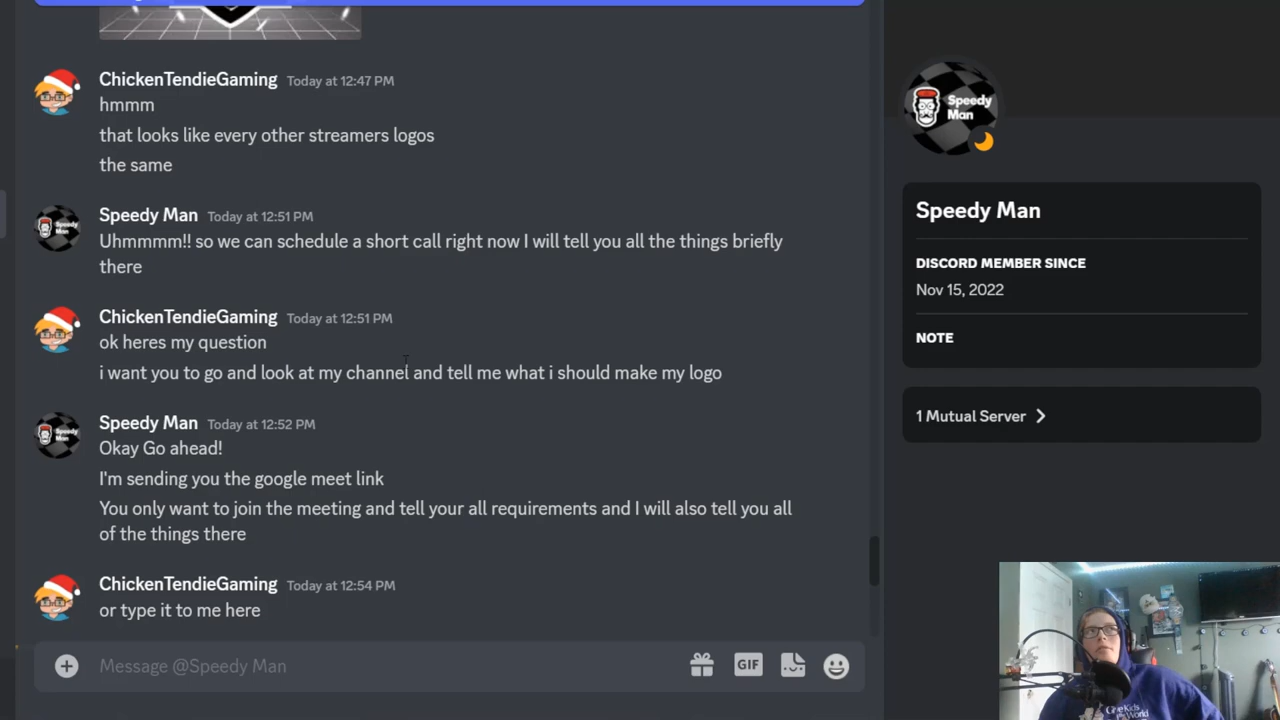 ChickenTendieGaming Today at 12:47 PM
hmmm
that looks like every other streamers logos
the same
Speedy Man Today at 12:51 PM
Uhmmmm!! so we can schedule a short call right now I will tell you all the things briefly
there
ChickenTendieGaming Today at 12:51 PM
ok heres my question
i want you to go and look at my channel and tell me what i should make my logo
Speedy Man Today at 12:52 PM
Okay Go ahead!
I'm sending you the google meet link
You only want to join the meeting and tell your all requirements and I will also tell you all
of the things there
ChickenTendieGaming Today at 12:54 PM
or type it to me here
Message @Speedy Man
GIF
Speedy
Man
Speedy Man
DISCORD MEMBER SINCE
Nov 15, 2022
NOTE
1 Mutual Server
Give Kids
the World